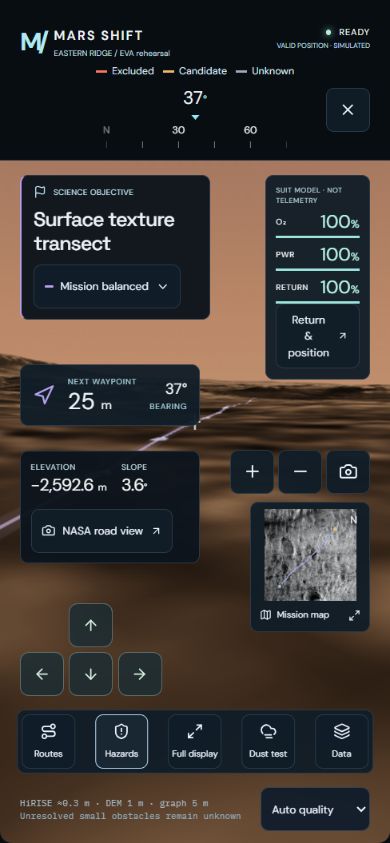 M/ MARS SHIFT
EASTERN RIDGE / EVA rehearsal
READY
VALID POSITION · SIMULATED
Excluded Candidate Unknown
37°
N 30 60
SCIENCE OBJECTIVE
Surface texture
transect
Mission balanced
SUIT MODEL · NOT
TELEMETRY
O₂ 100%
PWR 100%
RETURN 100%
Return
&
position
NEXT WAYPOINT
25 m
37°
BEARING
ELEVATION SLOPE
−2,592.6 m 3.6°
NASA road view
N
Mission map
Routes
Hazards
Full display
Dust test
Data
HiRISE ≈0.3 m · DEM 1 m · graph 5 m
Unresolved small obstacles remain unknown
Auto quality